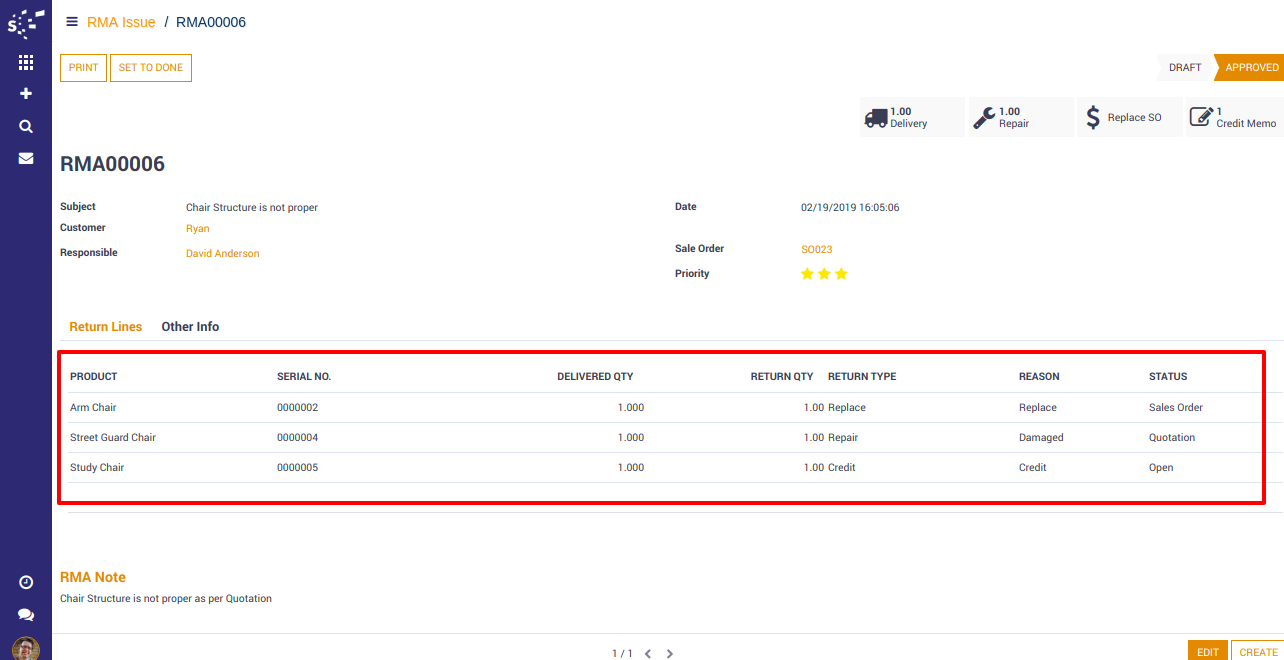 S
RMA Issue / RMA00006
PRINT SET TO DONE DRAFT APPROVED
1.00 Delivery
1.00 Repair
Replace SO
1 Credit Memo
RMA00006
Subject Chair Structure is not proper Date 02/19/2019 16:05:06
Customer Ryan
Responsible David Anderson
Sale Order SO023
Priority
Return Lines Other Info
PRODUCT SERIAL NO. DELIVERED QTY RETURN QTY RETURN TYPE REASON STATUS
Arm Chair 0000002 1.000 1.00 Replace Replace Sales Order
Street Guard Chair 0000004 1.000 1.00 Repair Damaged Quotation
Study Chair 0000005 1.000 1.00 Credit Credit Open
RMA Note
Chair Structure is not proper as per Quotation
1 / 1 EDIT CREATE